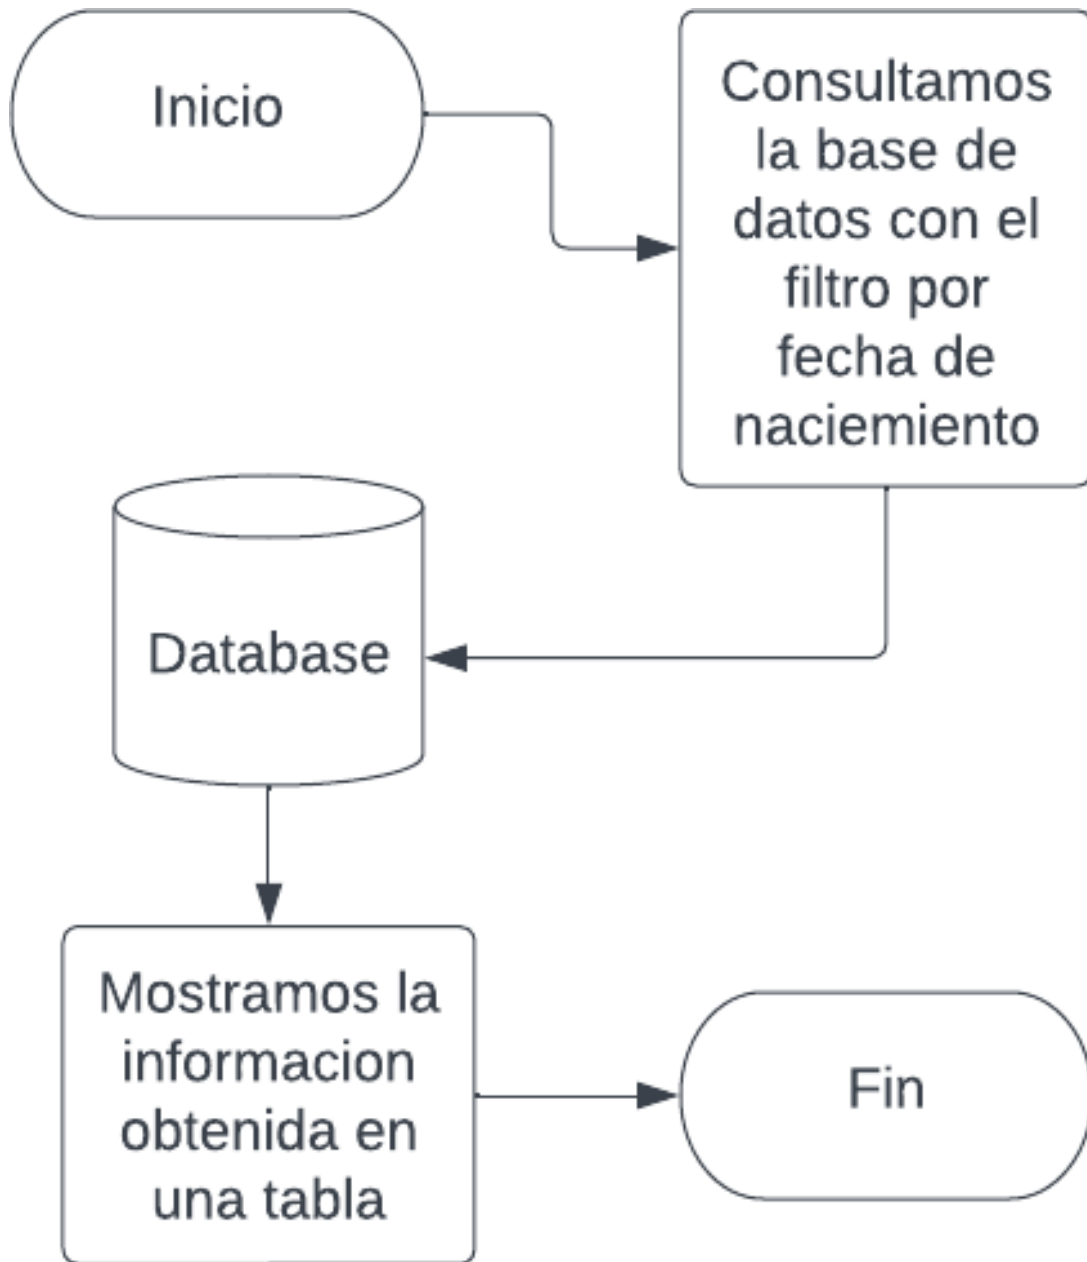 Inicio
Consultamos
la base de
datos con el
filtro por
fecha de
naciemiento
Database
Mostramos la
informacion
obtenida en
una tabla
Fin